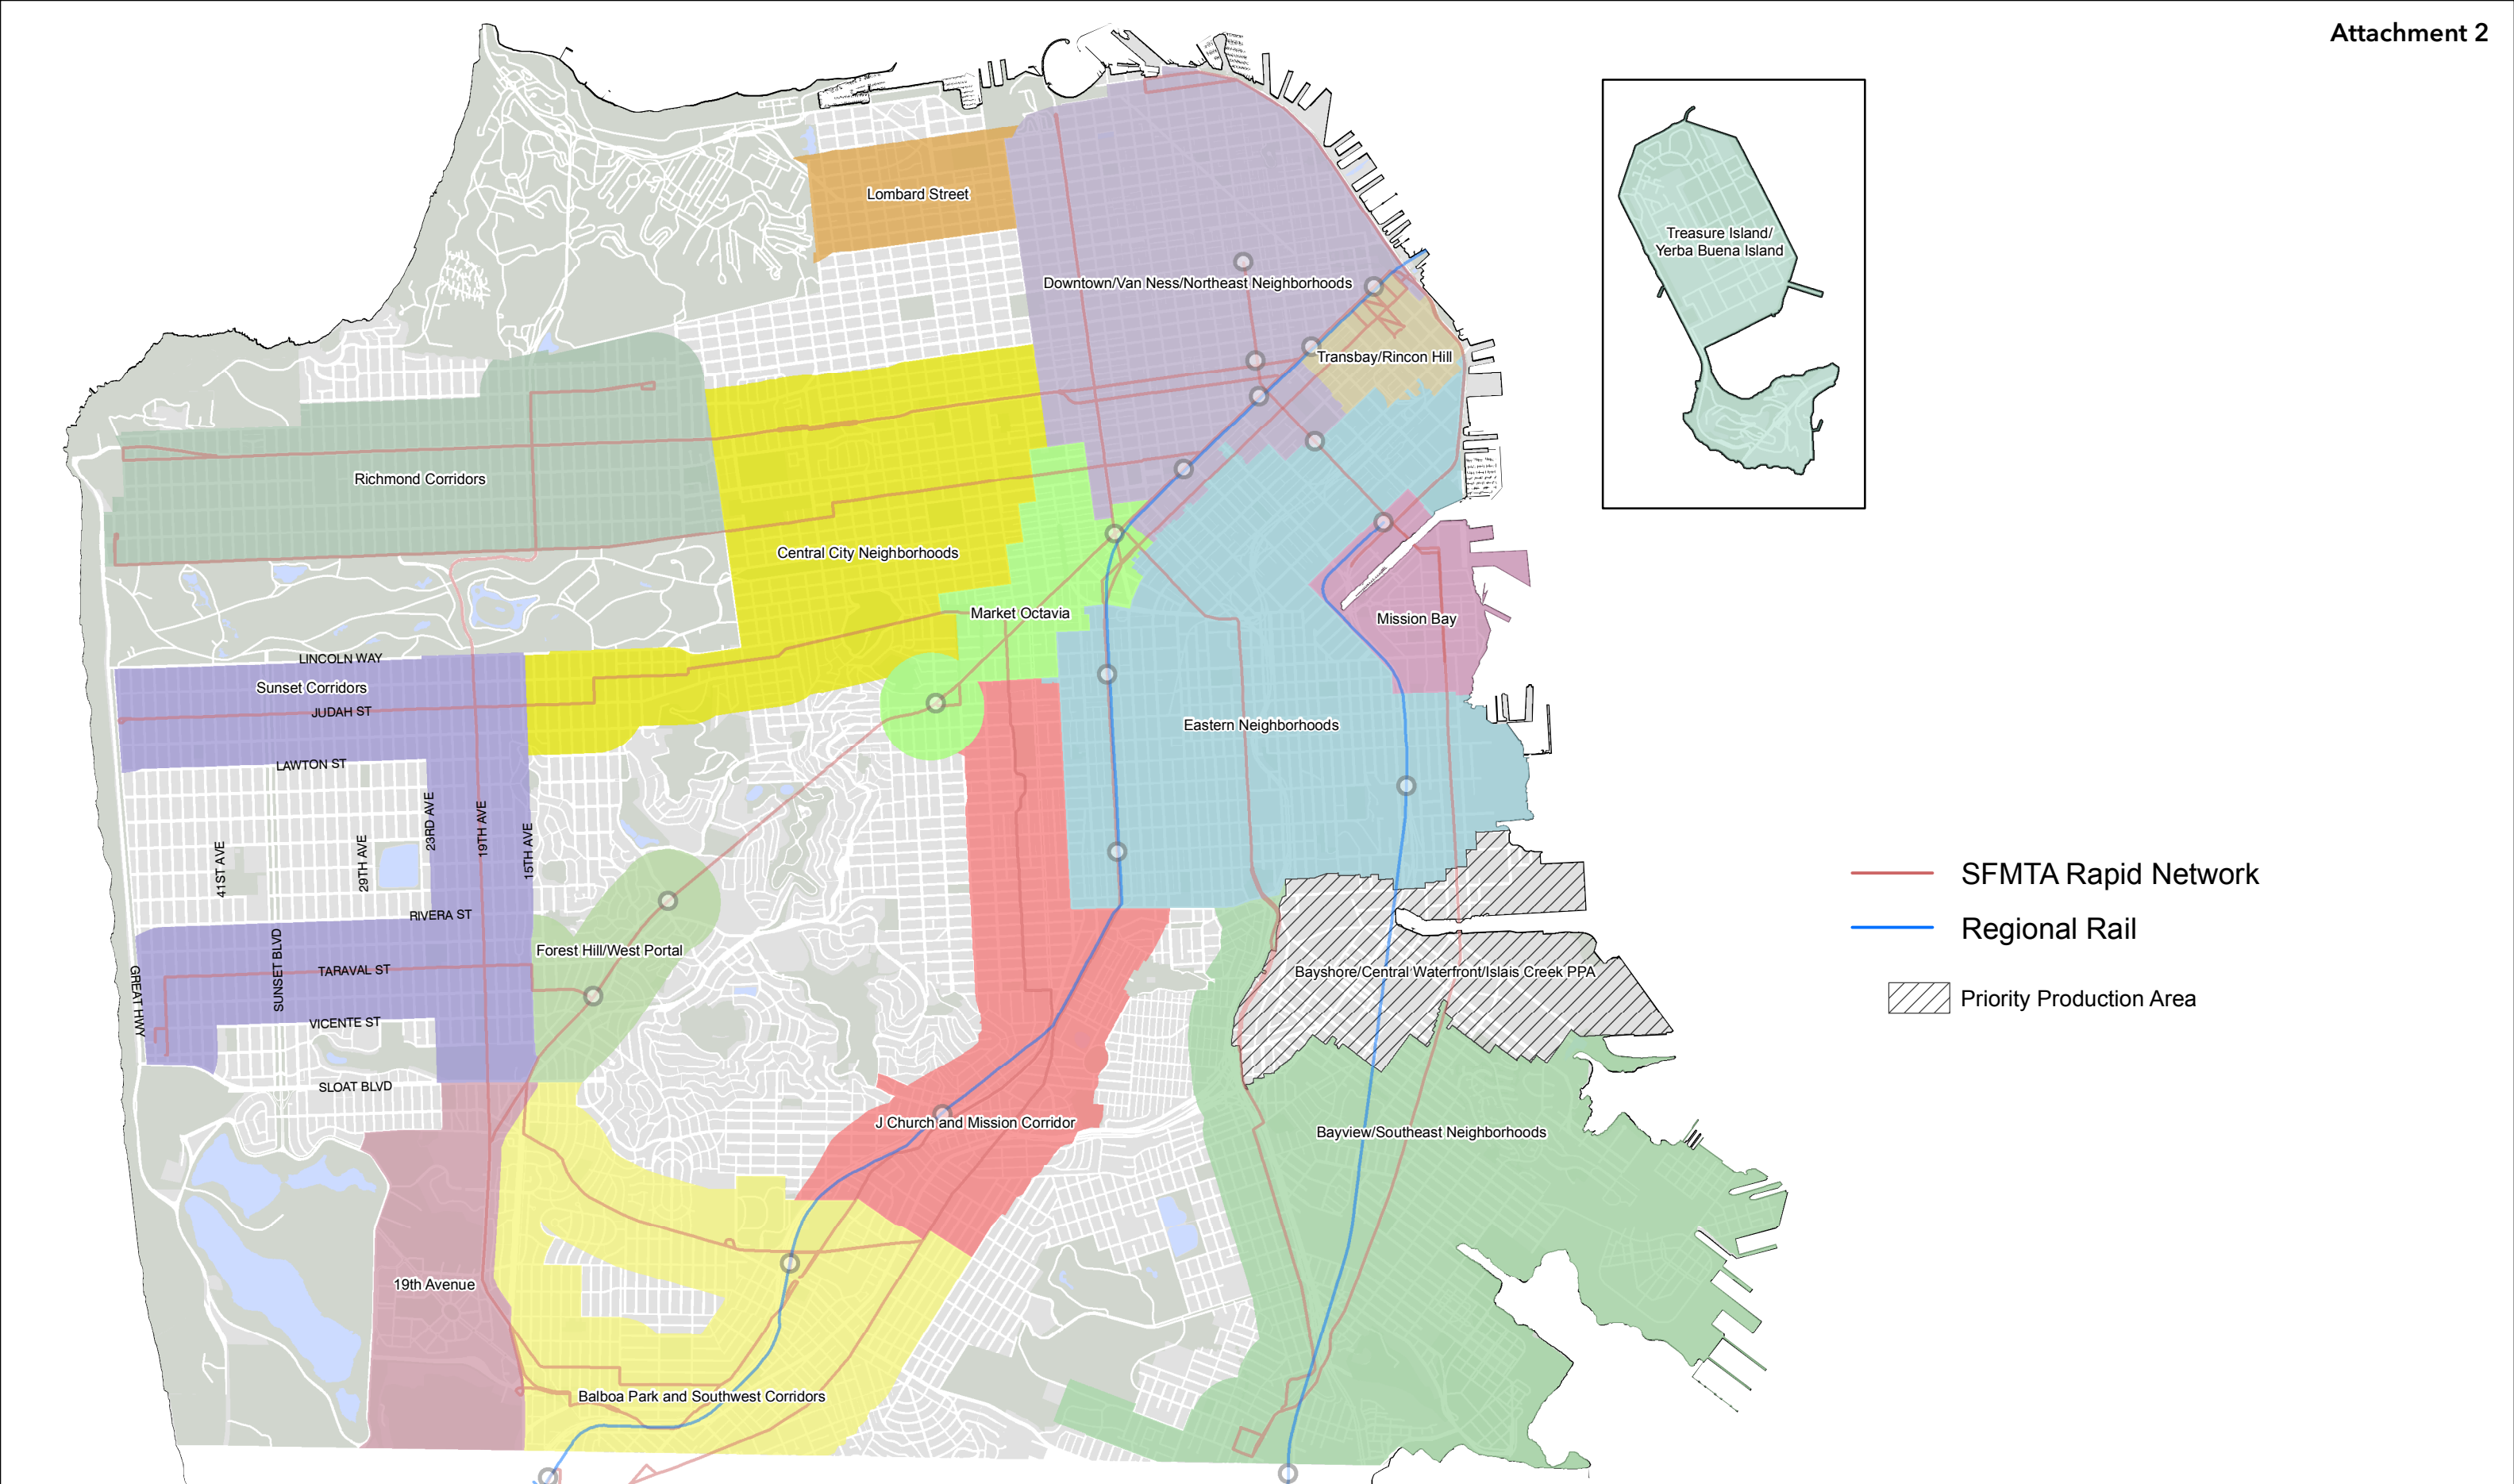 Attachment 2
Lombard Street
Treasure Island/
Yerba Buena Island
Downtown/Van Ness/Northeast Neighborhoods
Transbay/Rincon Hill
Richmond Corridors
Central City Neighborhoods
Market Octavia
Mission Bay
LINCOLN WAY
Sunset Corridors
JUDAH ST
Eastern Neighborhoods
LAWTON ST
41ST AVE
29TH AVE
23RD AVE
19TH AVE
15TH AVE
SFMTA Rapid Network
RIVERA ST
Regional Rail
Forest Hill/West Portal
GREAT HWY
SUNSET BLVD
TARAVAL ST
Bayshore/Central Waterfront/Islais Creek PPA
Priority Production Area
VICENTE ST
SLOAT BLVD
J Church and Mission Corridor
Bayview/Southeast Neighborhoods
19th Avenue
Balboa Park and Southwest Corridors